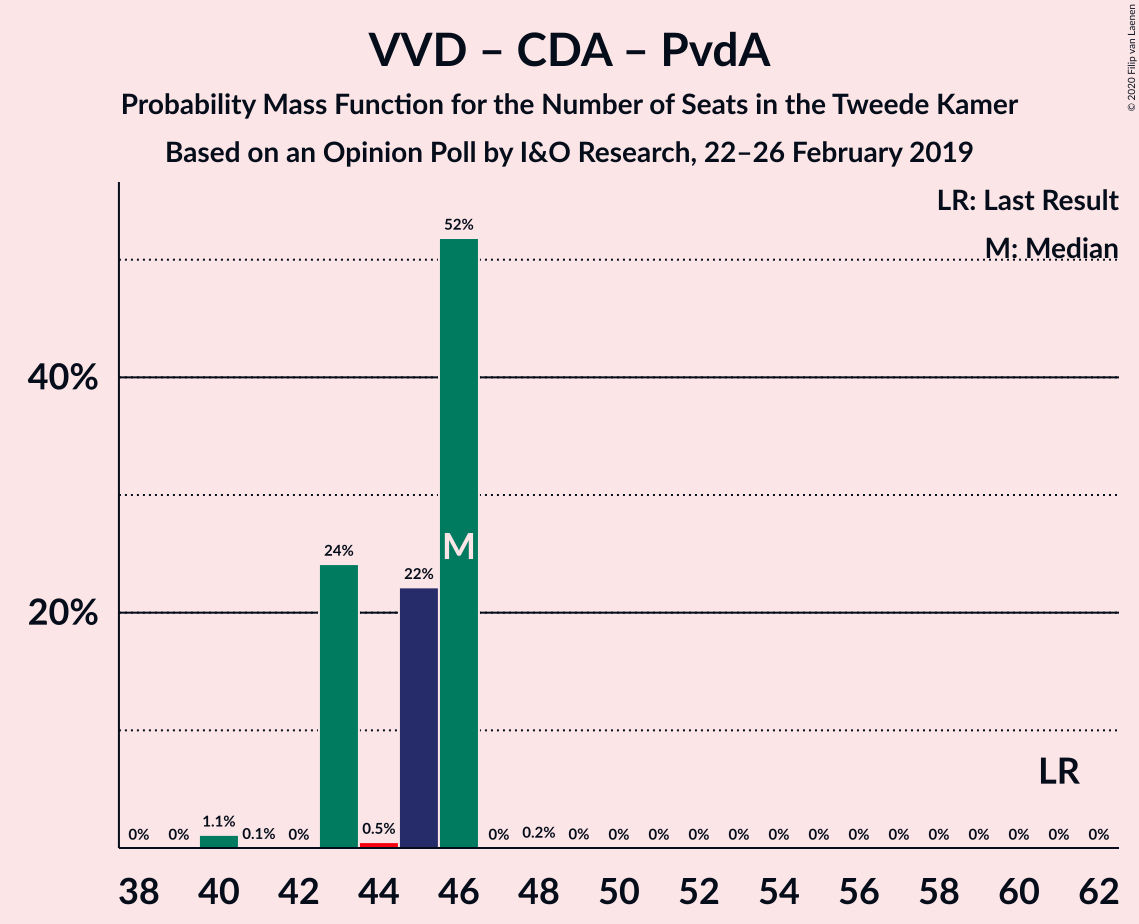 VVD – CDA – PvdA
Probability Mass Function for the Number of Seats in the Tweede Kamer
Based on an Opinion Poll by I&O Research, 22–26 February 2019
© 2020 Filip van Laenen
LR: Last Result
M: Median
52%
40%
M
24%
22%
20%
LR
0% 0% 1.1% 0.1% 0% 0.5% 0% 0.2% 0% 0% 0% 0% 0% 0% 0% 0% 0% 0% 0% 0% 0% 0%
38 40 42 44 46 48 50 52 54 56 58 60 62